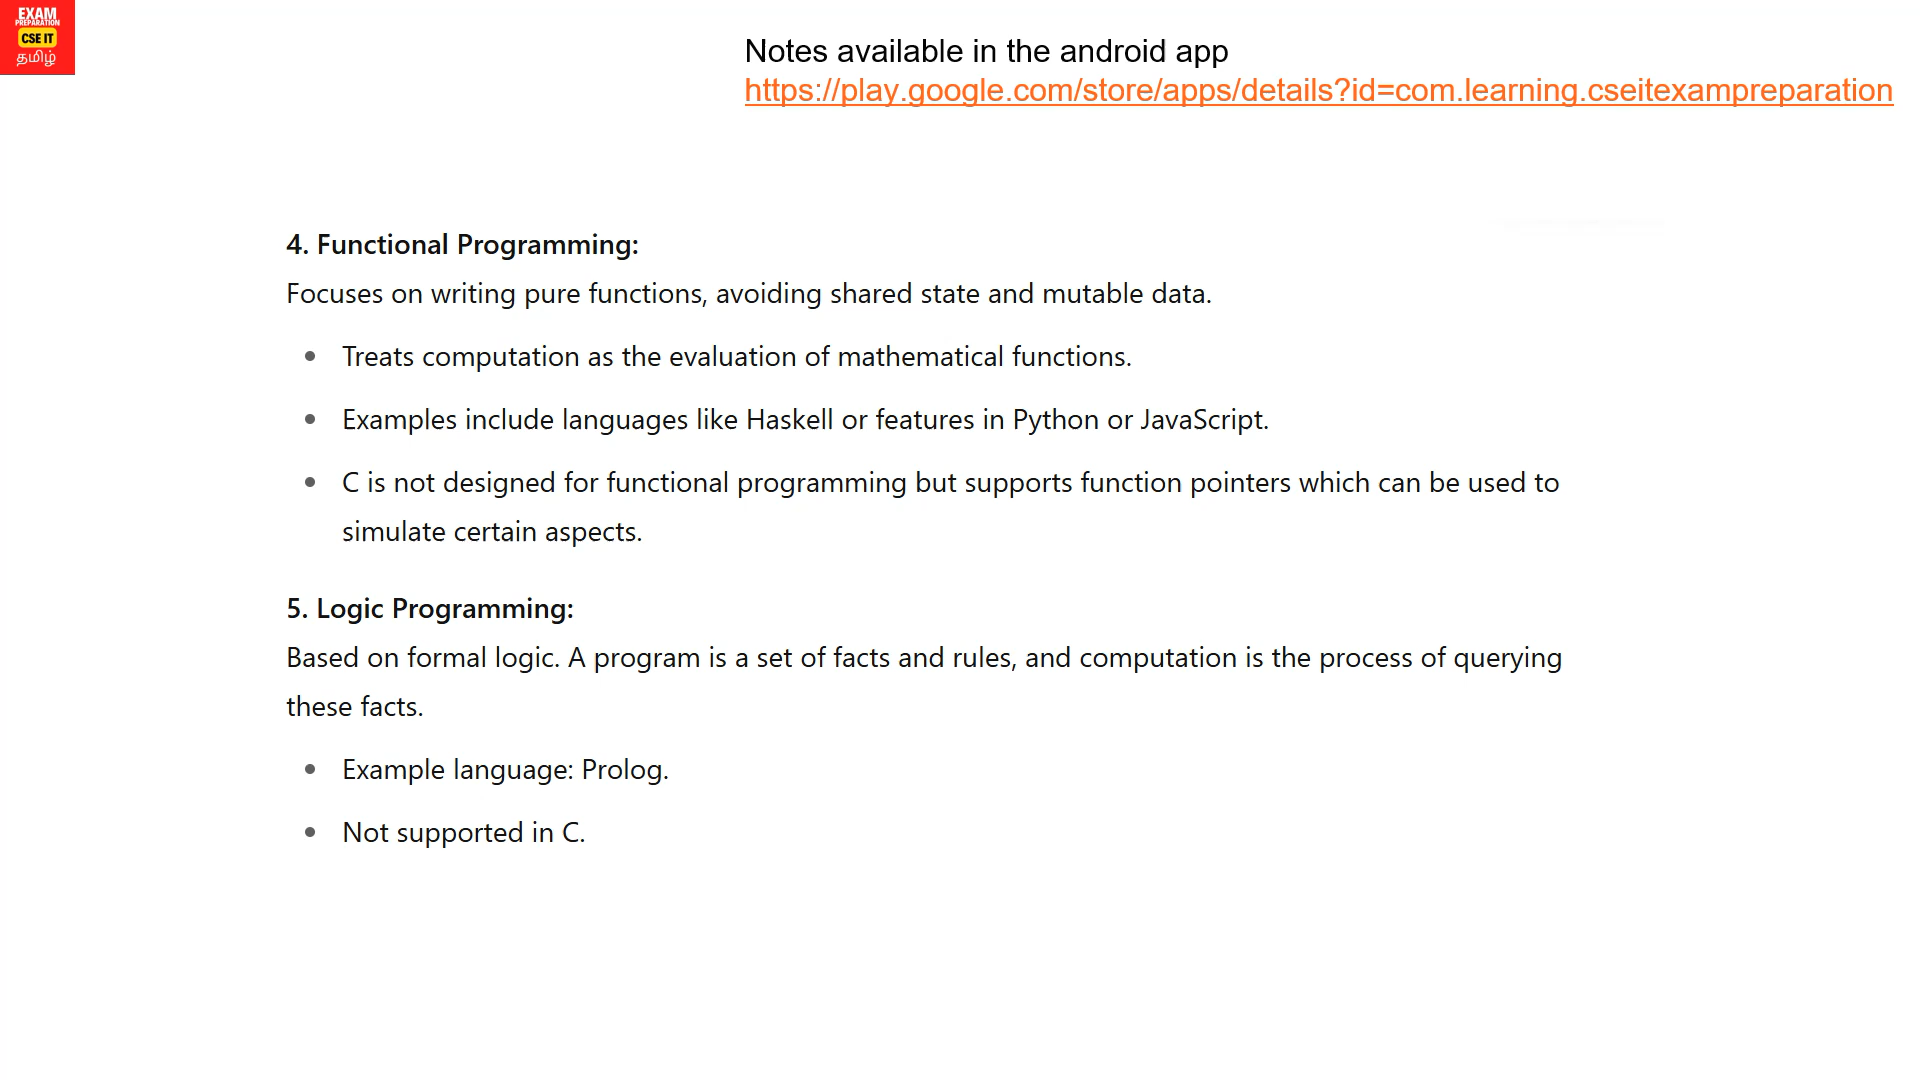 EXAM
PREPARATION
CSE IT
தமிழ்
Notes available in the android app
https://play.google.com/store/apps/details?id=com.learning.cseitexampreparation
4. Functional Programming:
Focuses on writing pure functions, avoiding shared state and mutable data.
• Treats computation as the evaluation of mathematical functions.
• Examples include languages like Haskell or features in Python or JavaScript.
• C is not designed for functional programming but supports function pointers which can be used to
simulate certain aspects.
5. Logic Programming:
Based on formal logic. A program is a set of facts and rules, and computation is the process of querying
these facts.
• Example language: Prolog.
• Not supported in C.